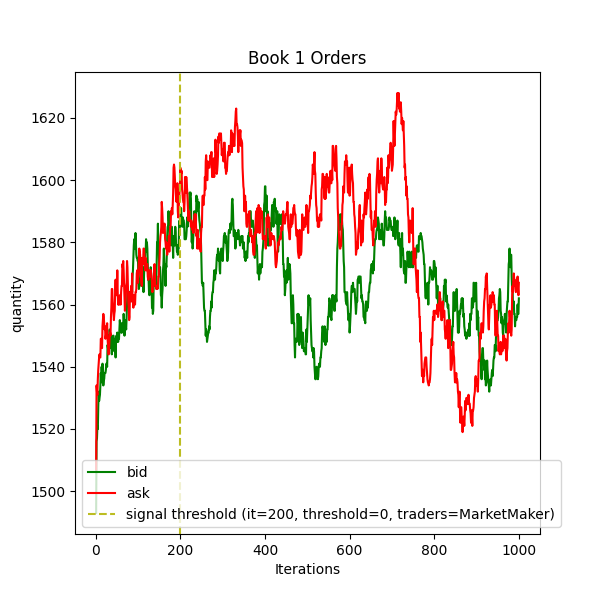 Book 1 Orders
quantity
1620
1600
1580
1560
1540
1520
1500
bid
ask
signal threshold (it=200, threshold=0, traders=MarketMaker)
0 200 400 600 800 1000
Iterations